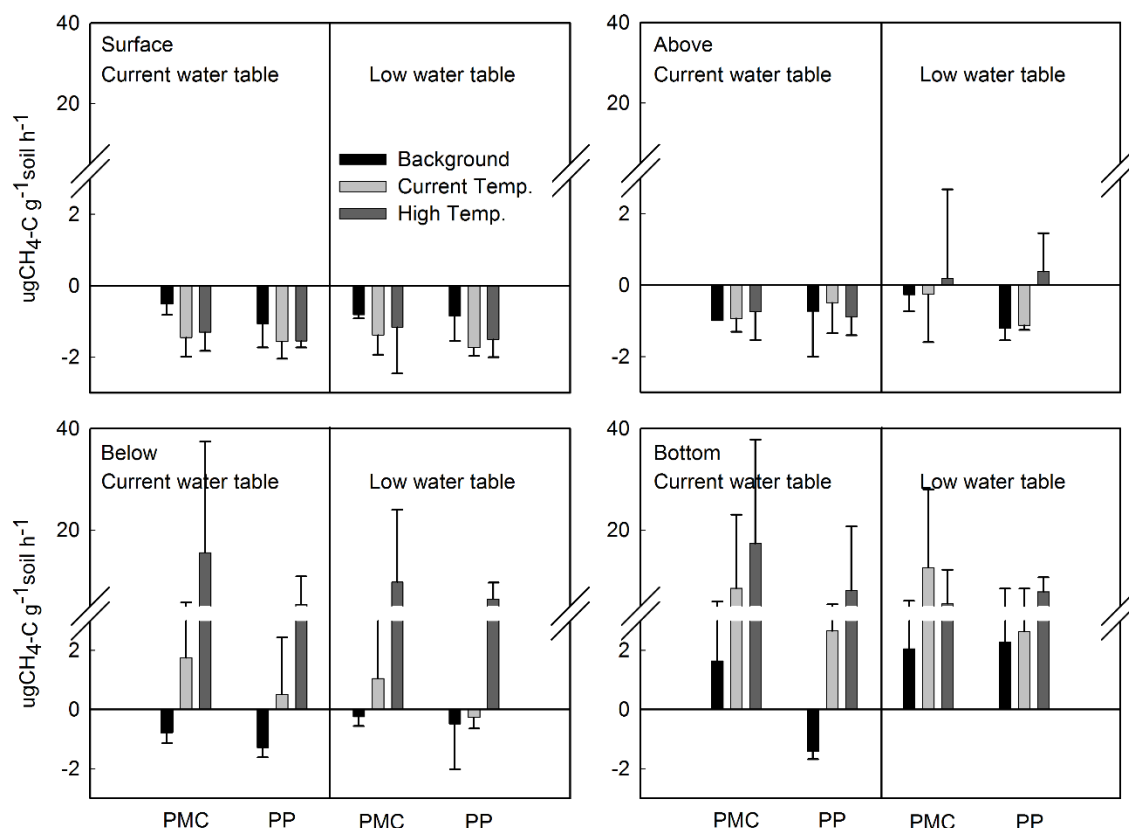 Surface
Current water table
Low water table
Background
Current Temp.
High Temp.
40
20
2
0
-2
ugCH4-C g-1soil h-1
Above
Current water table
Low water table
40
20
2
0
-2
Below
Current water table
Low water table
40
20
2
0
-2
ugCH4-C g-1soil h-1
PMC PP PMC PP
Bottom
Current water table
Low water table
40
20
2
0
-2
PMC PP PMC PP